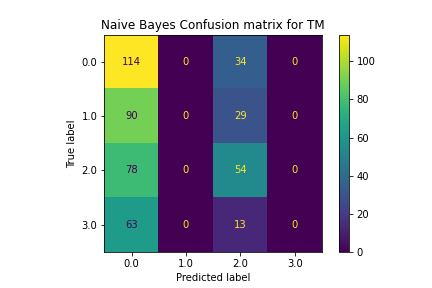 Naive Bayes Confusion matrix for TM
True label
0.0 114 0 34 0
1.0 90 0 29 0
2.0 78 0 54 0
3.0 63 0 13 0
0.0 1.0 2.0 3.0
Predicted label
100
80
60
40
20
0